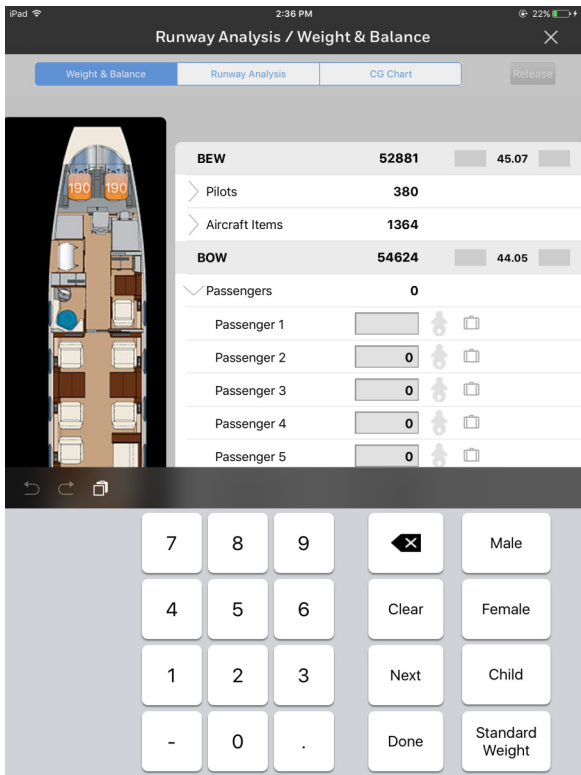 iPad 2:36 PM 22%
Runway Analysis / Weight & Balance
Weight & Balance Runway Analysis CG Chart Release
190 190
BEW 52881 45.07
Pilots 380
Aircraft Items 1364
BOW 54624 44.05
Passengers 0
Passenger 1
Passenger 2 0
Passenger 3 0
Passenger 4 0
Passenger 5 0
7 8 9 Male
4 5 6 Clear Female
1 2 3 Next Child
- 0 . Done Standard
Weight